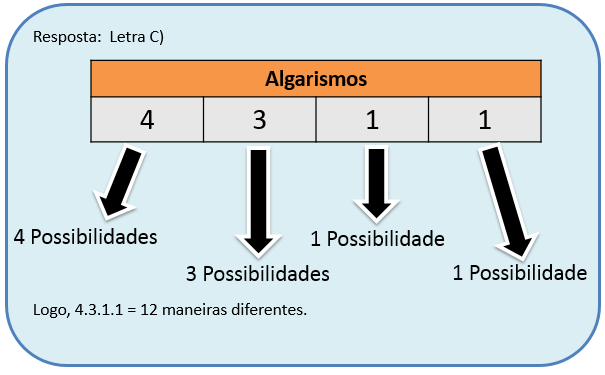 Resposta:  Letra C)
Algarismos
4 3 1 1
4 Possibilidades
3 Possibilidades
1 Possibilidade
1 Possibilidade
Logo, 4.3.1.1 = 12 maneiras diferentes.